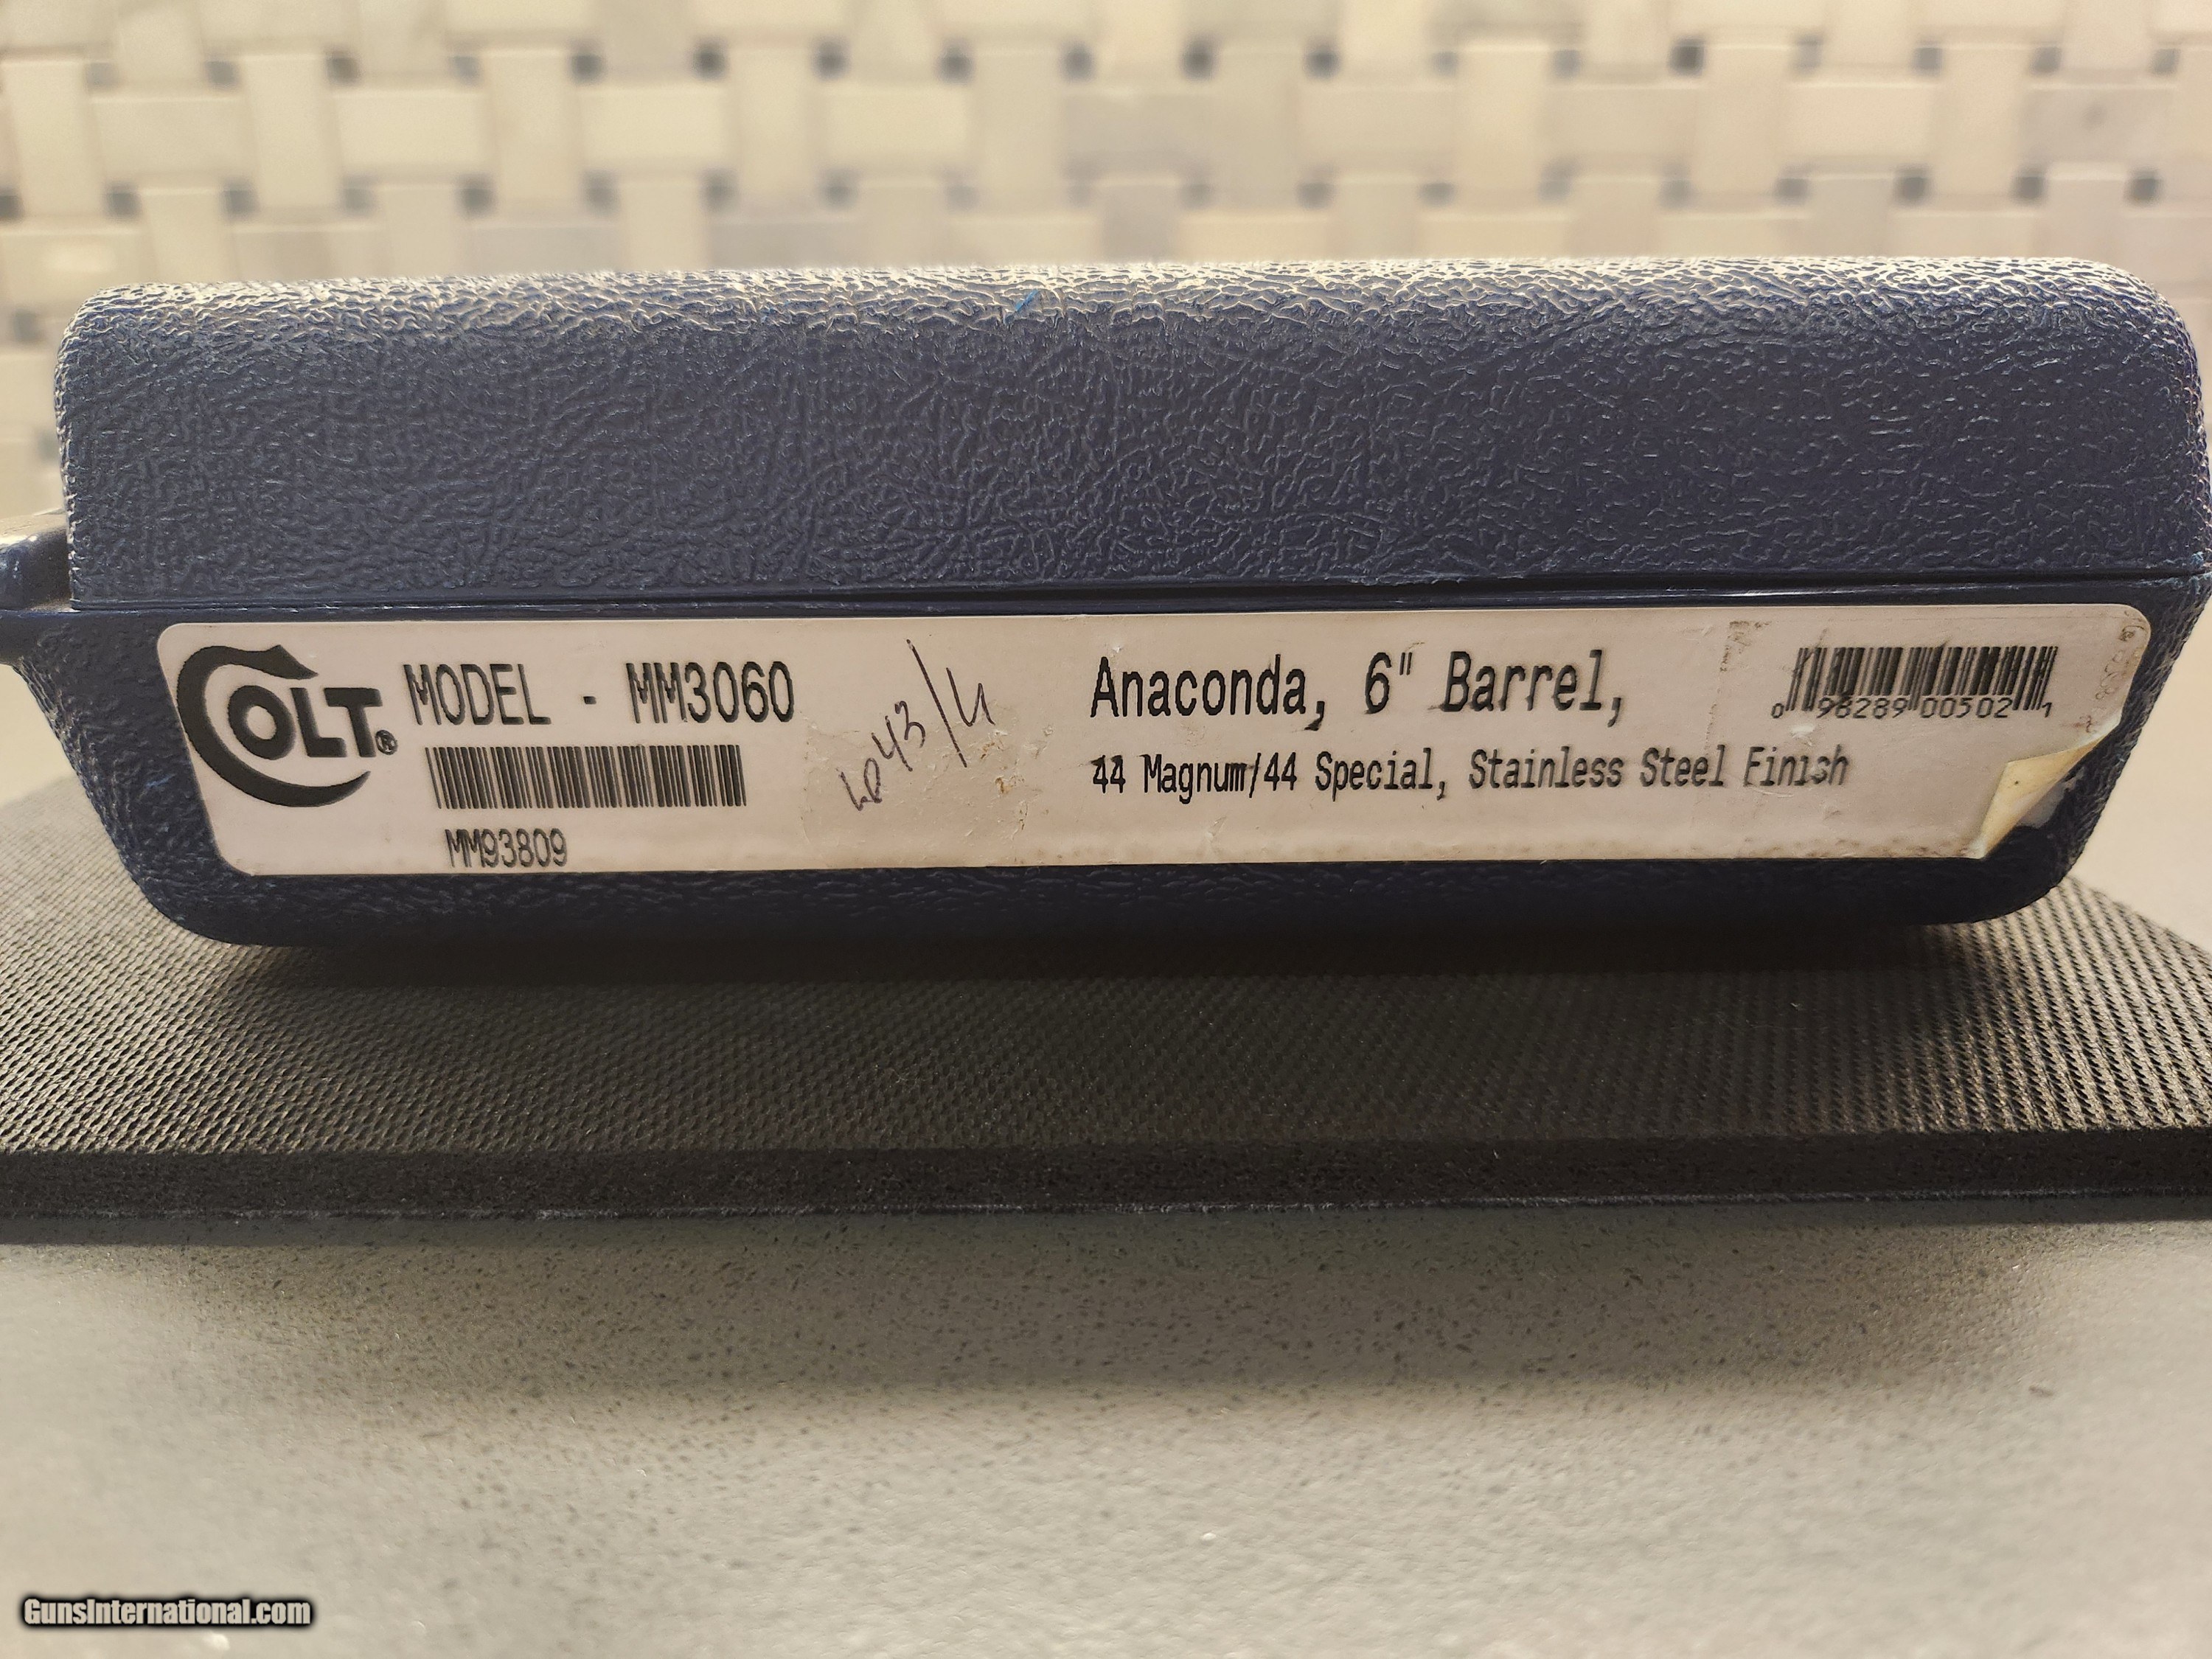 COLT®
MODEL - MM3060
MM93809
Anaconda, 6" Barrel,
44 Magnum/44 Special, Stainless Steel Finish
0 98289 00502 1
GunsInternational.com